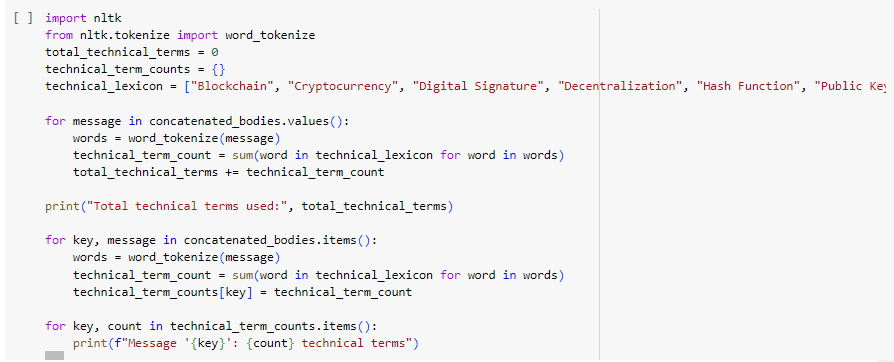 [ ] import nltk
from nltk.tokenize import word_tokenize
total_technical_terms = 0
technical_term_counts = {}
technical_lexicon = ["Blockchain", "Cryptocurrency", "Digital Signature", "Decentralization", "Hash Function", "Public Key
for message in concatenated_bodies.values():
    words = word_tokenize(message)
    technical_term_count = sum(word in technical_lexicon for word in words)
    total_technical_terms += technical_term_count
print("Total technical terms used:", total_technical_terms)
for key, message in concatenated_bodies.items():
    words = word_tokenize(message)
    technical_term_count = sum(word in technical_lexicon for word in words)
    technical_term_counts[key] = technical_term_count
for key, count in technical_term_counts.items():
    print(f"Message '{key}': {count} technical terms")